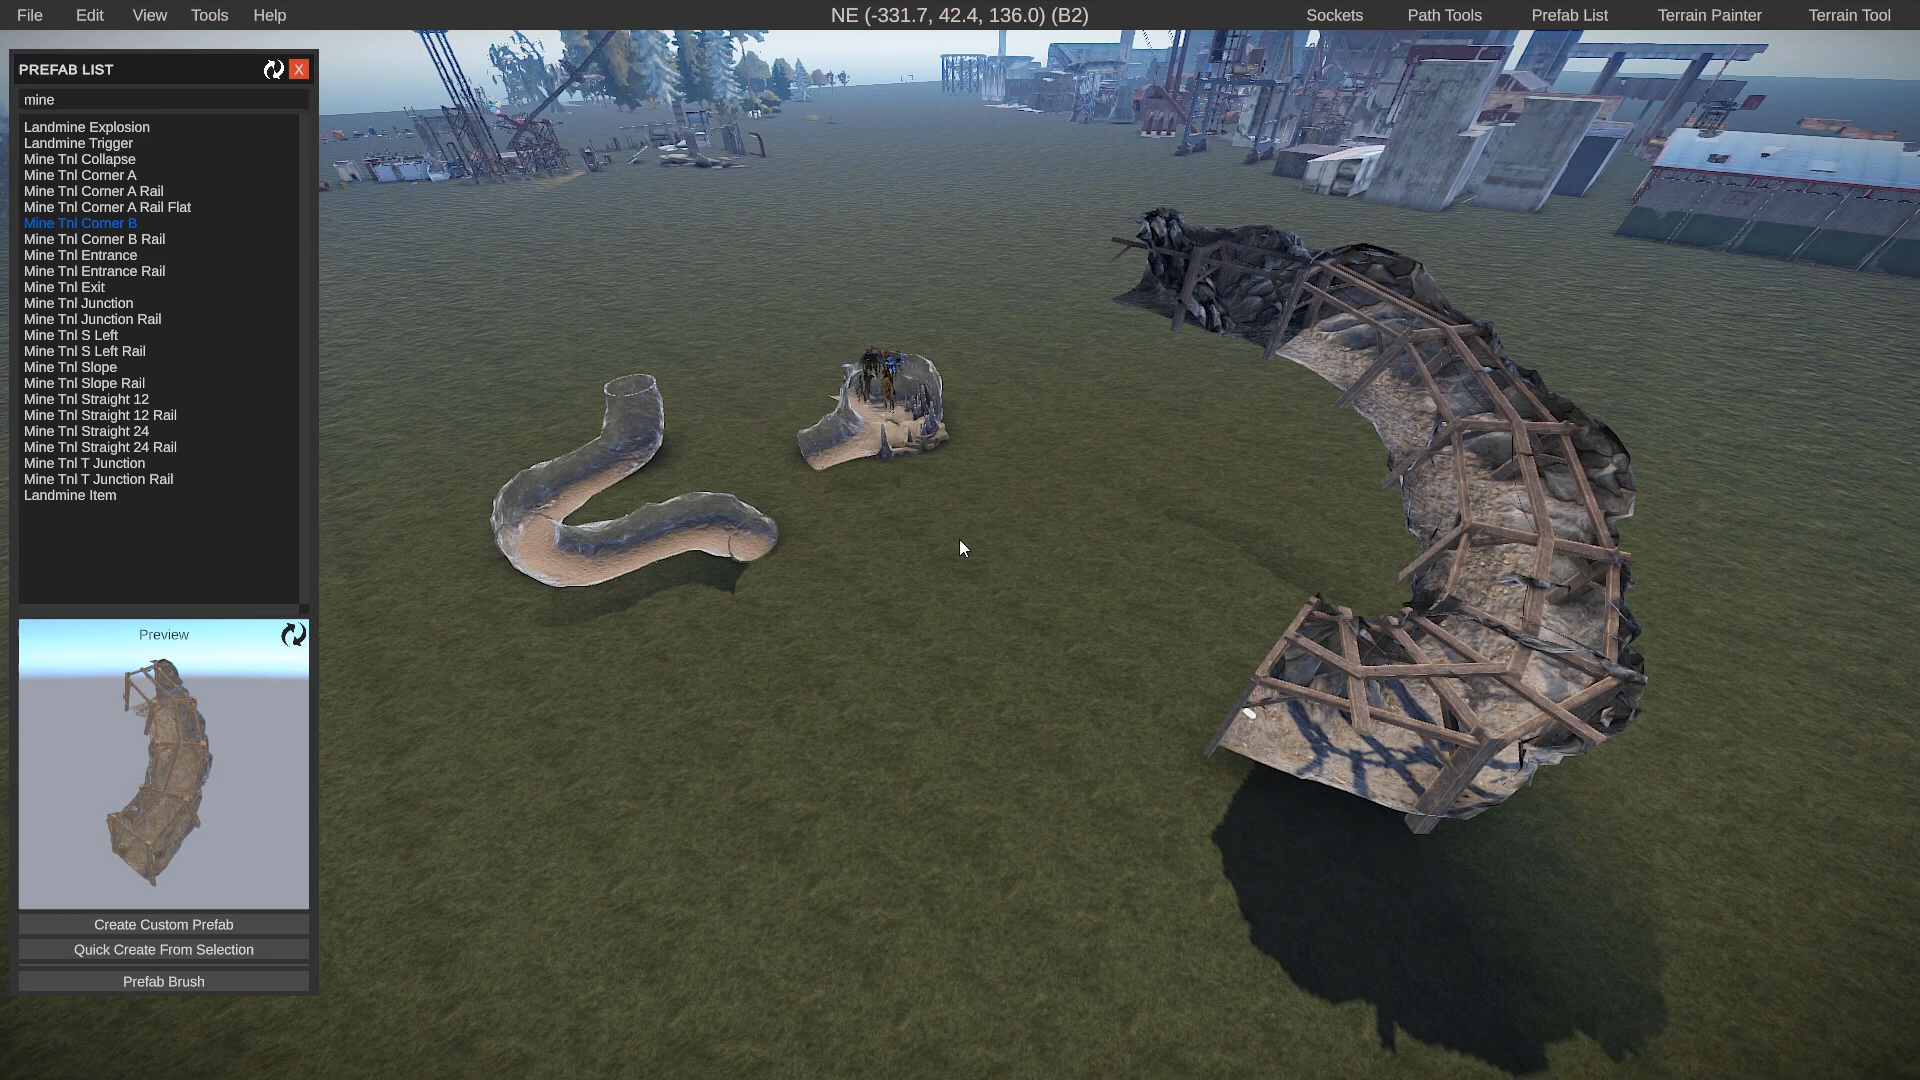 File Edit View Tools Help NE (-331.7, 42.4, 136.0) (B2) Sockets Path Tools Prefab List Terrain Painter Terrain Tool
PREFAB LIST X
mine
Landmine Explosion
Landmine Trigger
Mine Tnl Collapse
Mine Tnl Corner A
Mine Tnl Corner A Rail
Mine Tnl Corner A Rail Flat
Mine Tnl Corner B
Mine Tnl Corner B Rail
Mine Tnl Entrance
Mine Tnl Entrance Rail
Mine Tnl Exit
Mine Tnl Junction
Mine Tnl Junction Rail
Mine Tnl S Left
Mine Tnl S Left Rail
Mine Tnl Slope
Mine Tnl Slope Rail
Mine Tnl Straight 12
Mine Tnl Straight 12 Rail
Mine Tnl Straight 24
Mine Tnl Straight 24 Rail
Mine Tnl T Junction
Mine Tnl T Junction Rail
Landmine Item
Preview
Create Custom Prefab
Quick Create From Selection
Prefab Brush